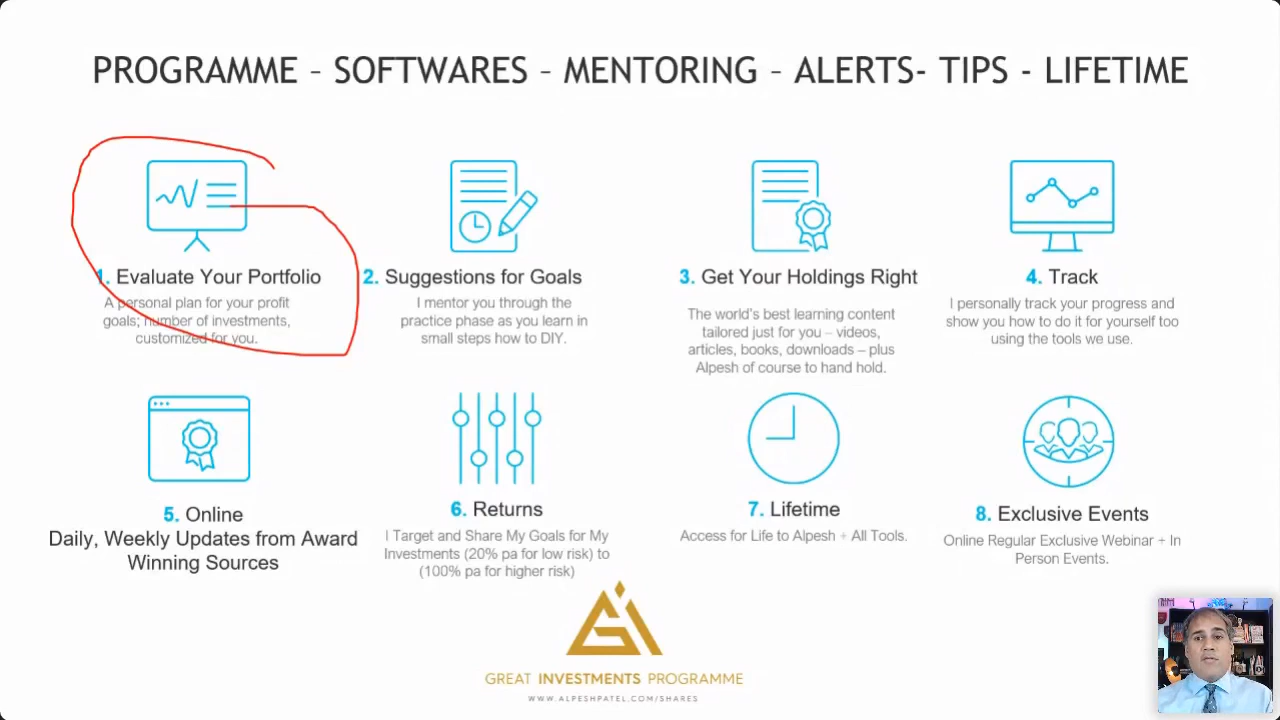 PROGRAMME – SOFTWARES – MENTORING – ALERTS- TIPS - LIFETIME
1. Evaluate Your Portfolio
A personal plan for your profit
goals; number of investments,
customized for you.
2. Suggestions for Goals
I mentor you through the
practice phase as you learn in
small steps how to DIY.
3. Get Your Holdings Right
The world's best learning content
tailored just for you – videos,
articles, books, downloads – plus
Alpesh of course to hand hold.
4. Track
I personally track your progress and
show you how to do it for yourself too
using the tools we use.
5. Online
Daily, Weekly Updates from Award
Winning Sources
6. Returns
I Target and Share My Goals for My
Investments (20% pa for low risk) to
(100% pa for higher risk)
7. Lifetime
Access for Life to Alpesh + All Tools.
8. Exclusive Events
Online Regular Exclusive Webinar + In
Person Events.
GREAT INVESTMENTS PROGRAMME
WWW.ALPESHPATEL.COM/SHARES